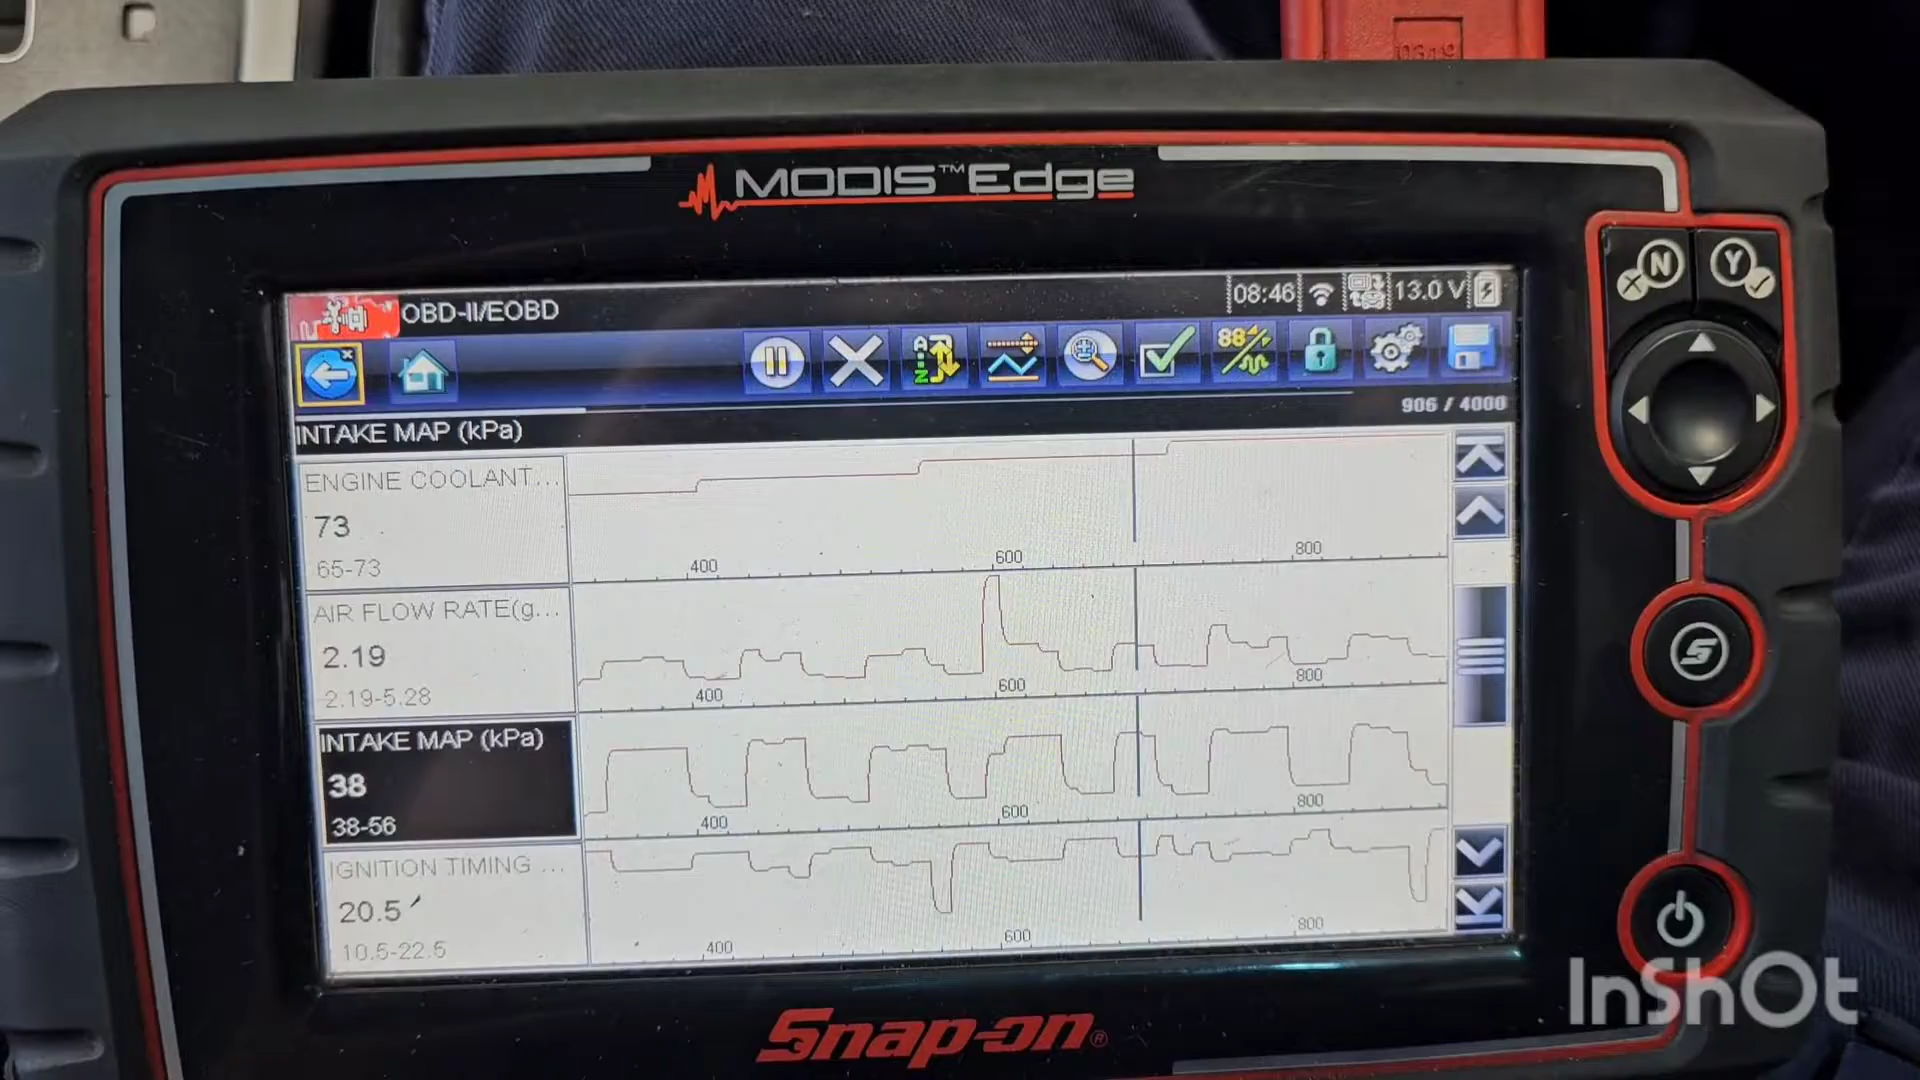 MODIS™ Edge
N
Y
OBD-II/EOBD
08:46
13.0 V
88
906 / 4000
INTAKE MAP (kPa)
ENGINE COOLANT...
73
65-73
400
600
800
AIR FLOW RATE(g...
2.19
2.19-5.28
400
600
800
INTAKE MAP (kPa)
38
38-56
400
600
800
IGNITION TIMING ...
20.5
10.5-22.5
400
600
800
S
InShOt
Snap-on®